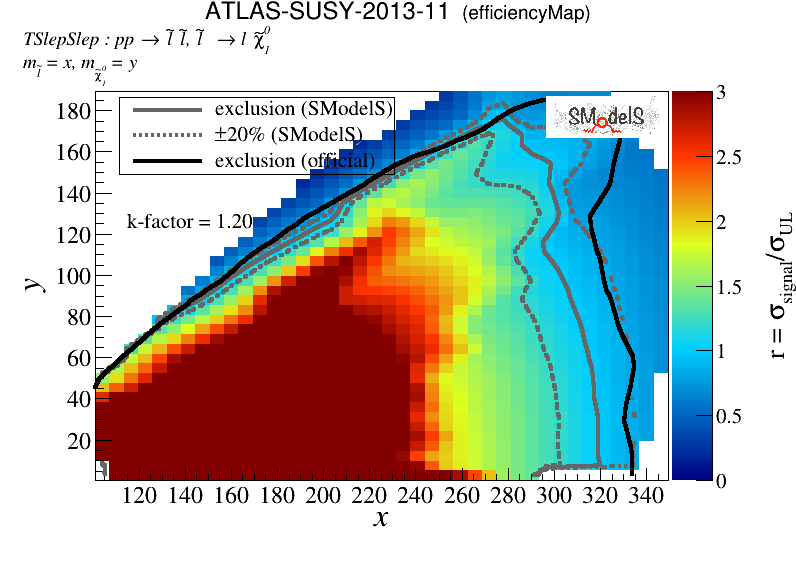 ATLAS-SUSY-2013-11 (efficiencyMap)
TSlepSlep : pp → l̃ l̃, l̃ → l χ̃₁⁰
m_l̃ = x, m_χ̃₁⁰ = y
exclusion (SModelS)
±20% (SModelS)
exclusion (official)
SModelS
k-factor = 1.20
y
180
160
140
120
100
80
60
40
20
120 140 160 180 200 220 240 260 280 300 320 340
x
3
2.5
2
1.5
1
0.5
0
r = σ_signal/σ_UL